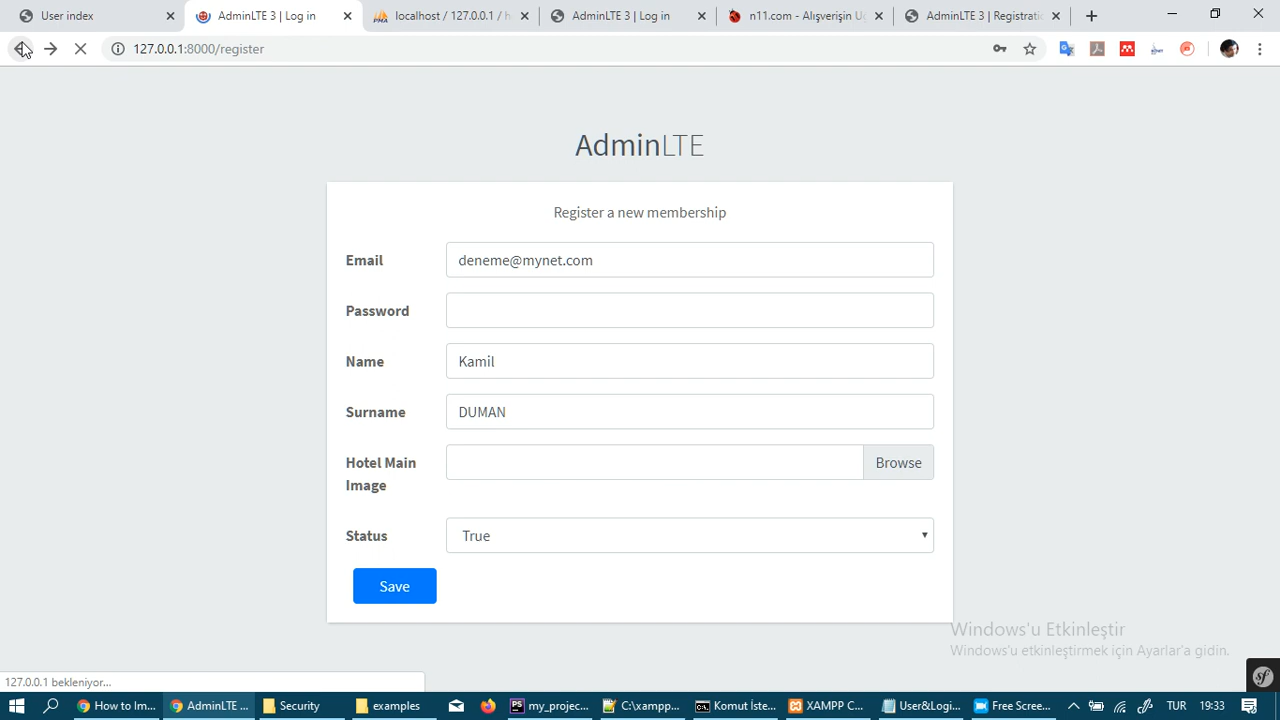 User index
AdminLTE 3 | Log in
localhost / 127.0.0.1 / h
AdminLTE 3 | Log in
n11.com - Alışverişin Uğ
AdminLTE 3 | Registratio
127.0.0.1:8000/register
AdminLTE
Register a new membership
Email
deneme@mynet.com
Password
Name
Kamil
Surname
DUMAN
Hotel Main
Image
Browse
Status
True
Save
Windows'u Etkinleştir
Windows'u etkinleştirmek için Ayarlar'a gidin.
127.0.0.1 bekleniyor...
How to Im...
AdminLTE ...
Security
examples
my_projec...
C:\xampp...
Komut İste...
XAMPP C...
User&Logi...
Free Scree...
TUR
19:33